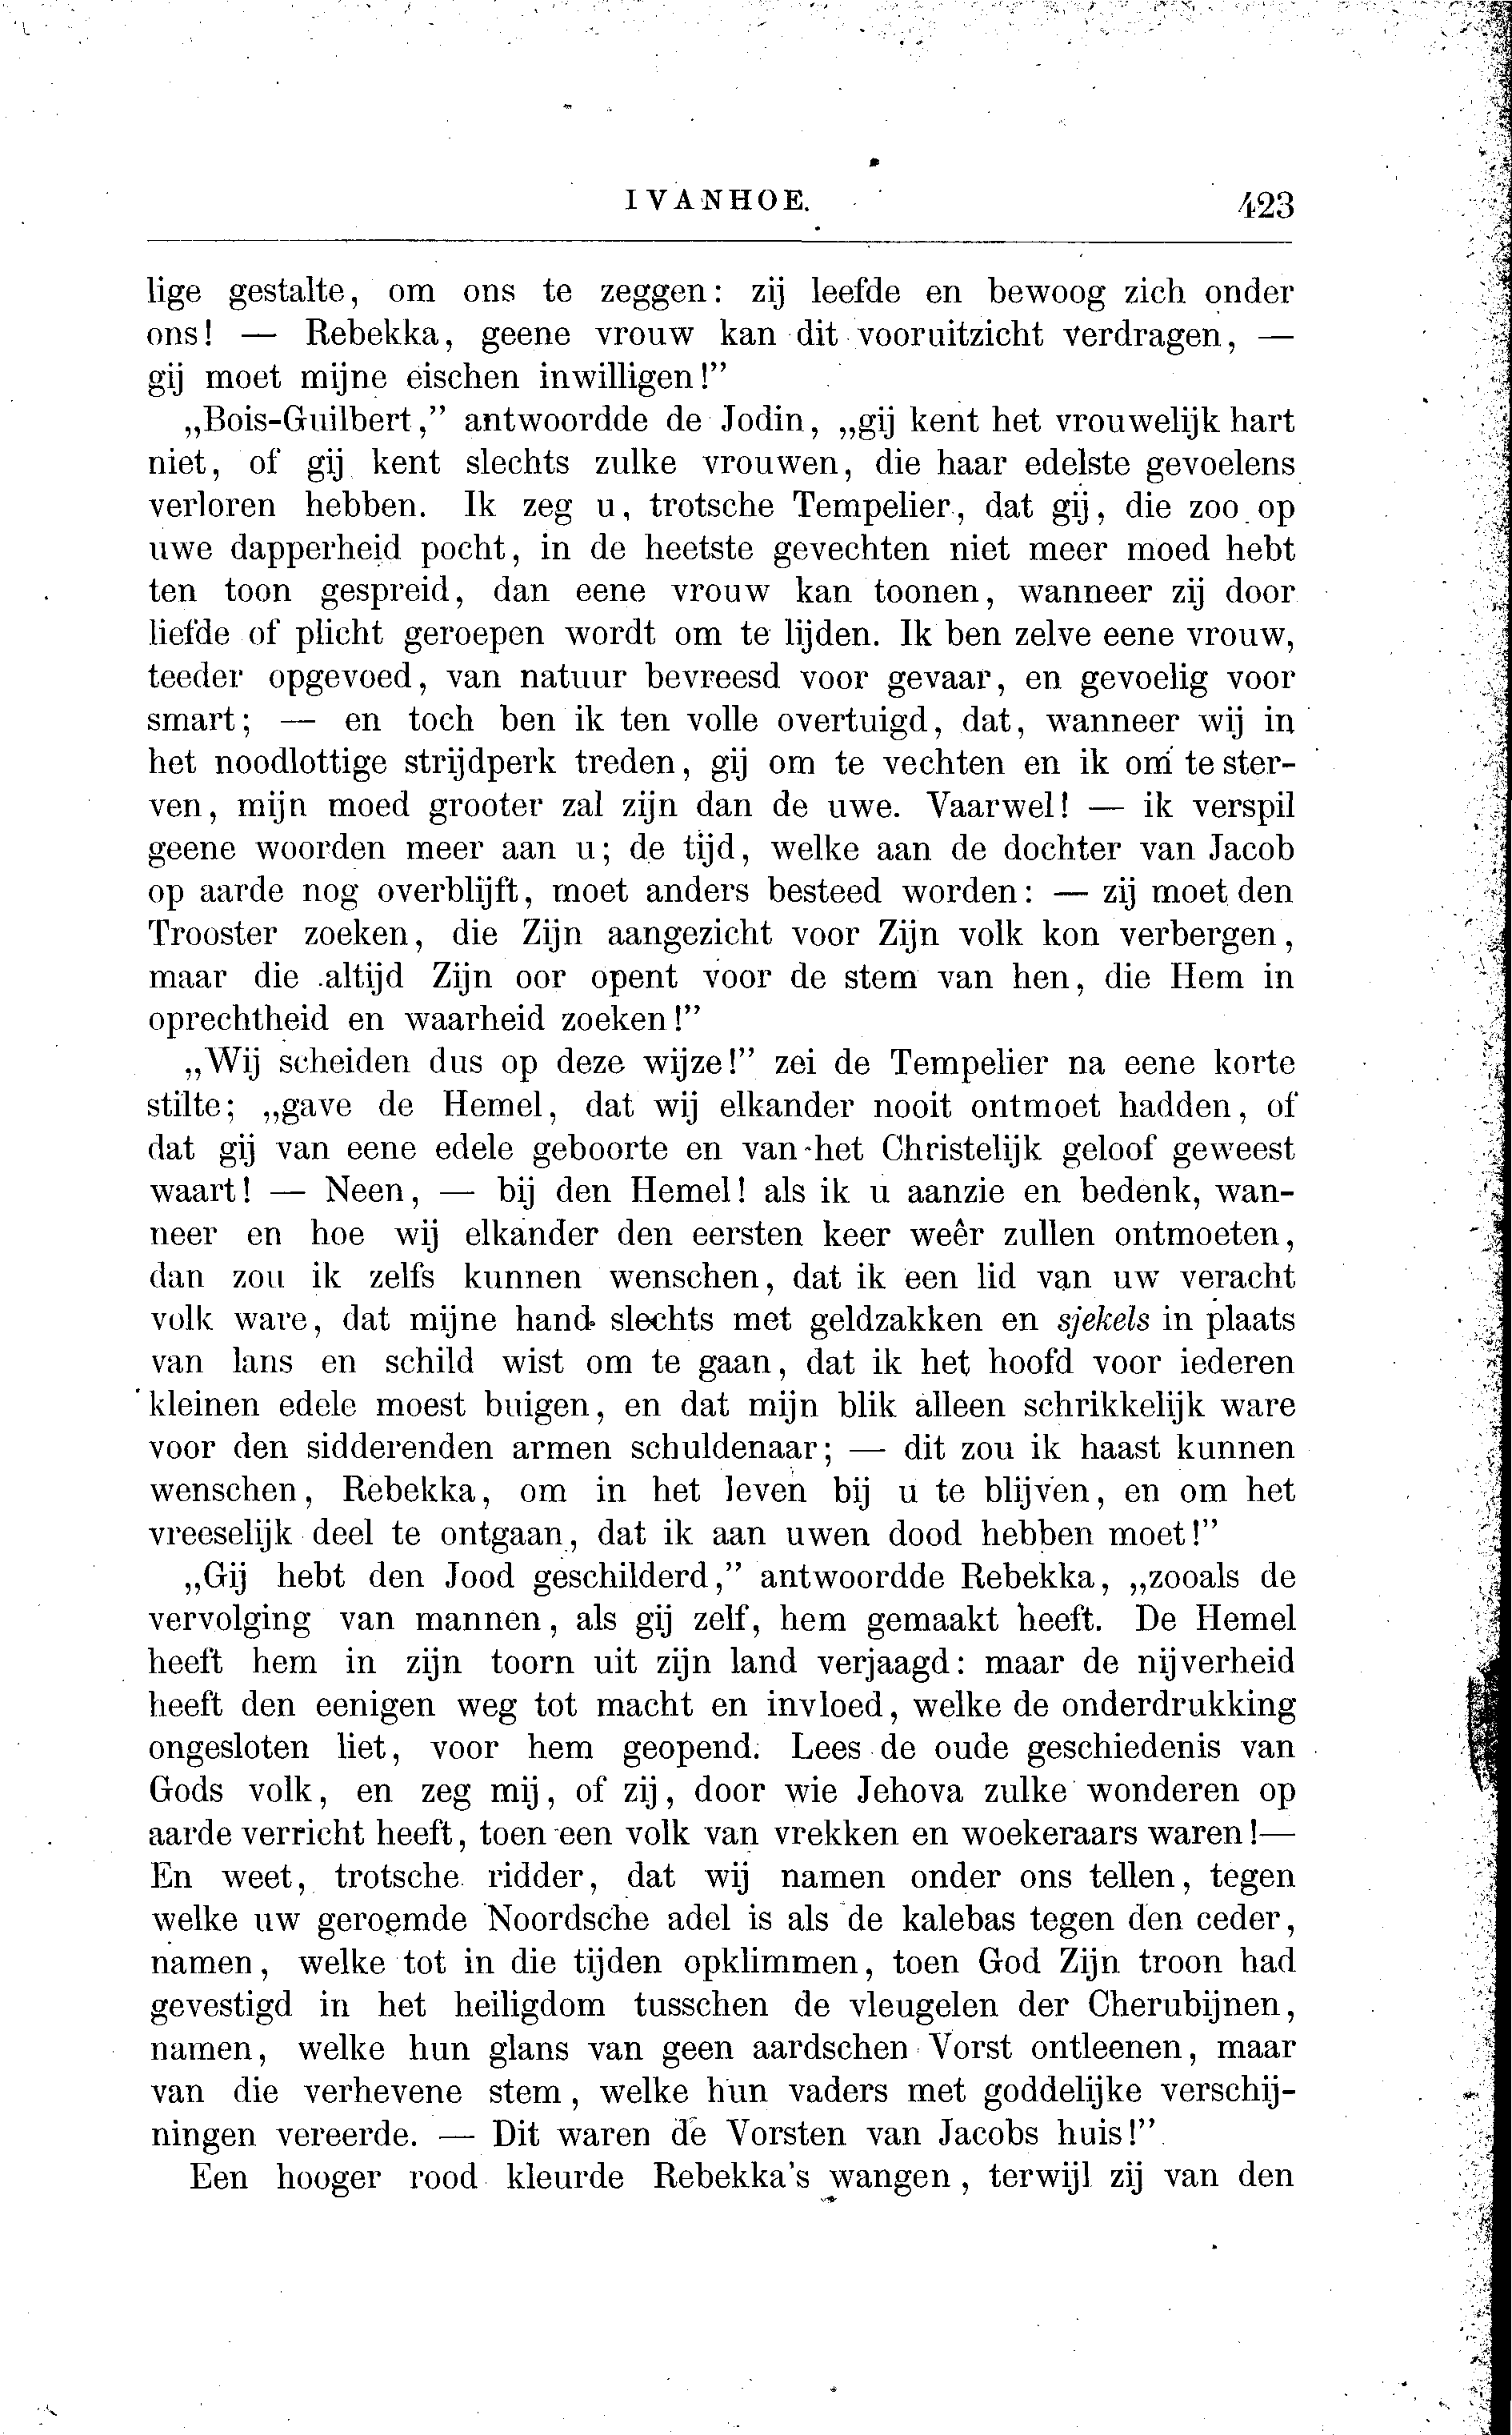 IVANHOE. 423
lige gestalte, om ons te zeggen: zij leefde en bewoog zich onder
ons! — Rebekka, geene vrouw kan dit vooruitzicht verdragen, —
gij moet mijne eischen inwilligen!”
„Bois-Guilbert,” antwoordde de Jodin, „gij kent het vrouwelijk hart
niet, of gij kent slechts zulke vrouwen, die haar edelste gevoelens
verloren hebben. Ik zeg u, trotsche Tempelier, dat gij, die zoo op
uwe dapperheid pocht, in de heetste gevechten niet meer moed hebt
ten toon gespreid, dan eene vrouw kan toonen, wanneer zij door
liefde of plicht geroepen wordt om te lijden. Ik ben zelve eene vrouw,
teeder opgevoed, van natuur bevreesd voor gevaar, en gevoelig voor
smart; — en toch ben ik ten volle overtuigd, dat, wanneer wij in
het noodlottige strijdperk treden, gij om te vechten en ik om te ster-
ven, mijn moed grooter zal zijn dan de uwe. Vaarwel! — ik verspil
geene woorden meer aan u; de tijd, welke aan de dochter van Jacob
op aarde nog overblijft, moet anders besteed worden: — zij moet den
Trooster zoeken, die Zijn aangezicht voor Zijn volk kon verbergen,
maar die altijd Zijn oor opent voor de stem van hen, die Hem in
oprechtheid en waarheid zoeken!”
„Wij scheiden dus op deze wijze!” zei de Tempelier na eene korte
stilte; „gave de Hemel, dat wij elkander nooit ontmoet hadden, of
dat gij van eene edele geboorte en van het Christelijk geloof geweest
waart! — Neen, — bij den Hemel! als ik u aanzie en bedenk, wan-
neer en hoe wij elkander den eersten keer weêr zullen ontmoeten,
dan zou ik zelfs kunnen wenschen, dat ik een lid van uw veracht
volk ware, dat mijne hand slechts met geldzakken en sjekels in plaats
van lans en schild wist om te gaan, dat ik het hoofd voor iederen
kleinen edele moest buigen, en dat mijn blik alleen schrikkelijk ware
voor den sidderenden armen schuldenaar; — dit zou ik haast kunnen
wenschen, Rebekka, om in het leven bij u te blijven, en om het
vreeselijk deel te ontgaan, dat ik aan uwen dood hebben moet!”
„Gij hebt den Jood geschilderd,” antwoordde Rebekka, „zooals de
vervolging van mannen, als gij zelf, hem gemaakt heeft. De Hemel
heeft hem in zijn toorn uit zijn land verjaagd: maar de nijverheid
heeft den eenigen weg tot macht en invloed, welke de onderdrukking
ongesloten liet, voor hem geopend. Lees de oude geschiedenis van
Gods volk, en zeg mij, of zij, door wie Jehova zulke wonderen op
aarde verricht heeft, toen een volk van vrekken en woekeraars waren!—
En weet, trotsche ridder, dat wij namen onder ons tellen, tegen
welke uw geroemde Noordsche adel is als de kalebas tegen den ceder,
namen, welke tot in die tijden opklimmen, toen God Zijn troon had
gevestigd in het heiligdom tusschen de vleugelen der Cherubijnen,
namen, welke hun glans van geen aardschen Vorst ontleenen, maar
van die verhevene stem, welke hun vaders met goddelijke verschij-
ningen vereerde. — Dit waren de Vorsten van Jacobs huis!”
Een hooger rood kleurde Rebekka's wangen, terwijl zij van den